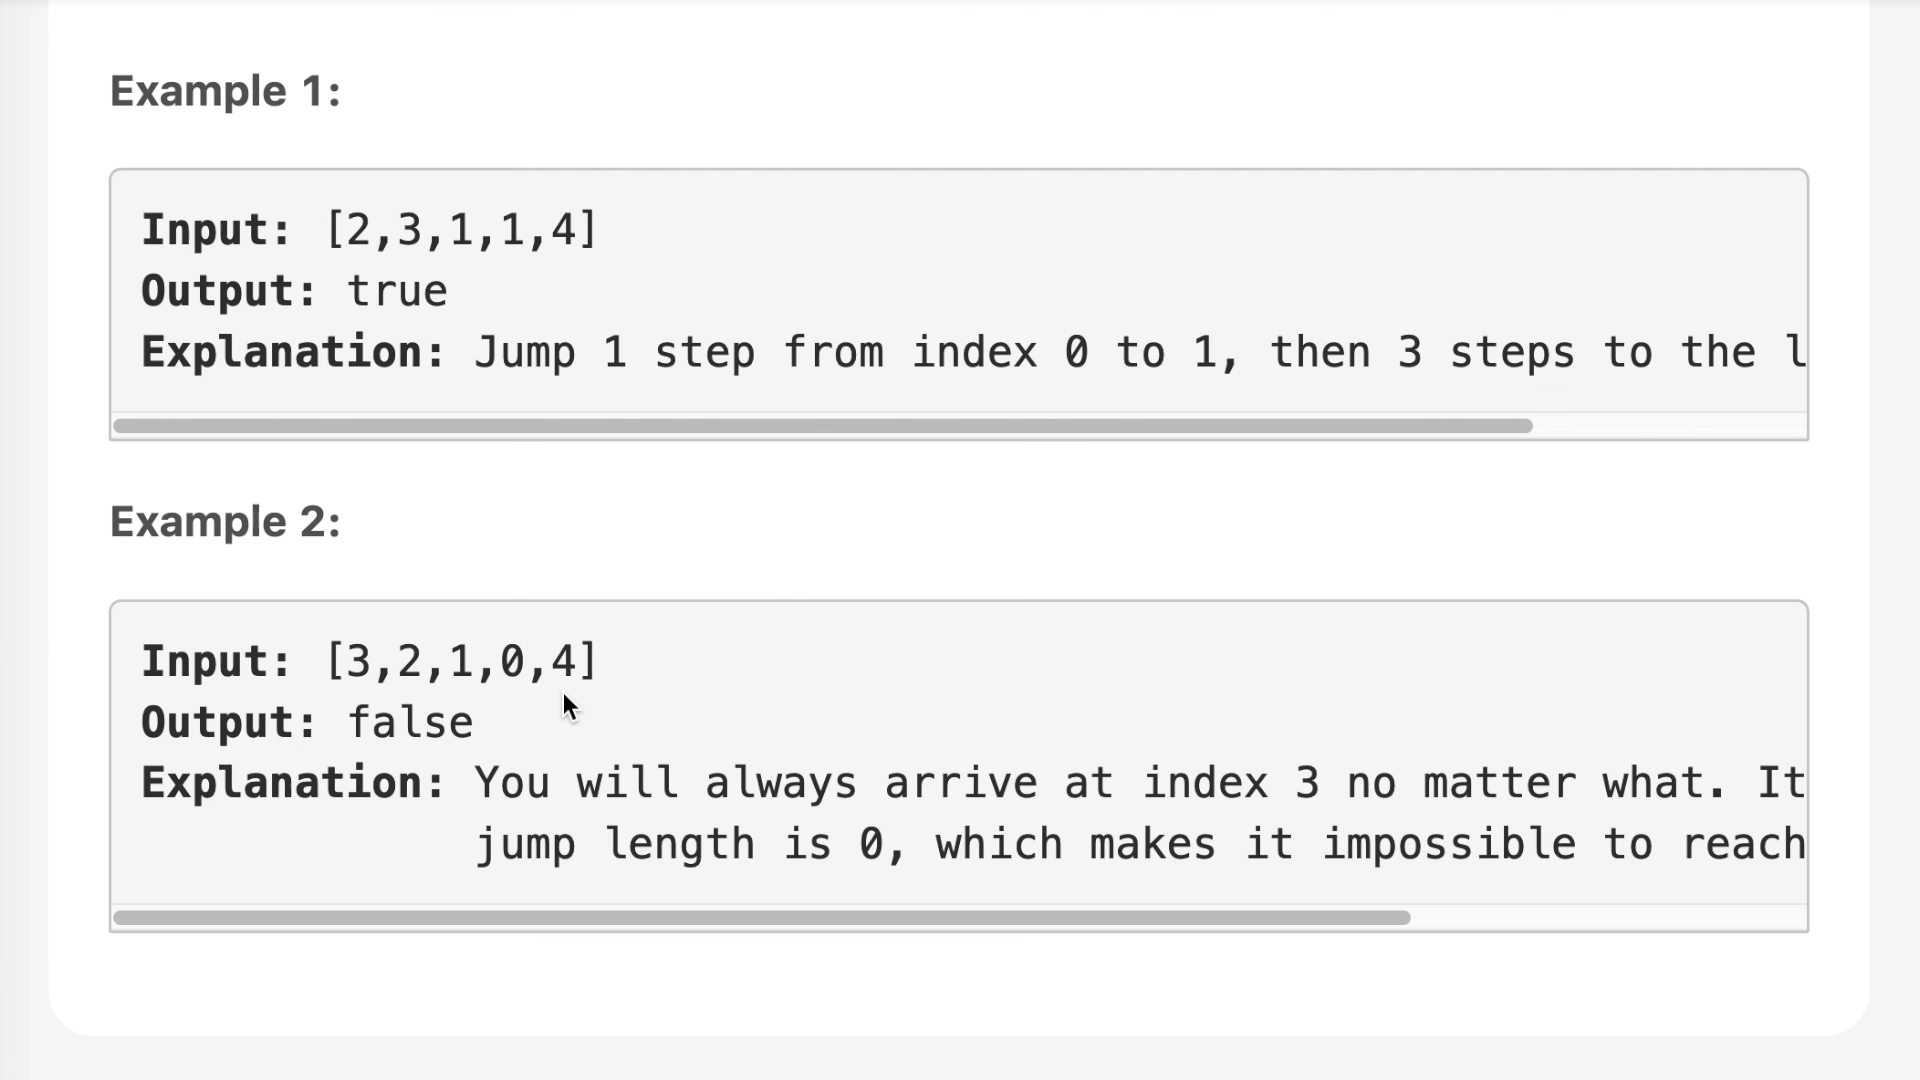 Example 1:
Input: [2,3,1,1,4]
Output: true
Explanation: Jump 1 step from index 0 to 1, then 3 steps to the l
Example 2:
Input: [3,2,1,0,4]
Output: false
Explanation: You will always arrive at index 3 no matter what. It
jump length is 0, which makes it impossible to reach